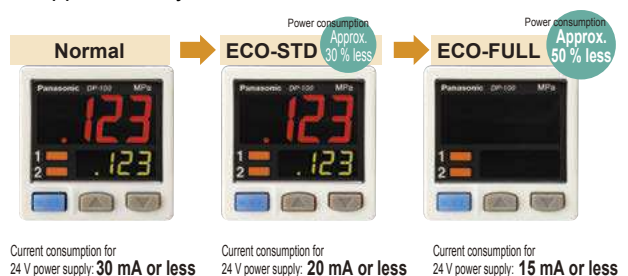 Power consumption
Approx.
30 % less
Power consumption
Approx.
50 % less
Normal
ECO-STD
ECO-FULL
Panasonic DP-100 MPa
.123
1
2
.123
Panasonic DP-100 MPa
.123
1
2
.123
Panasonic DP-100 MPa
1
2
Current consumption for
24 V power supply: 30 mA or less
Current consumption for
24 V power supply: 20 mA or less
Current consumption for
24 V power supply: 15 mA or less